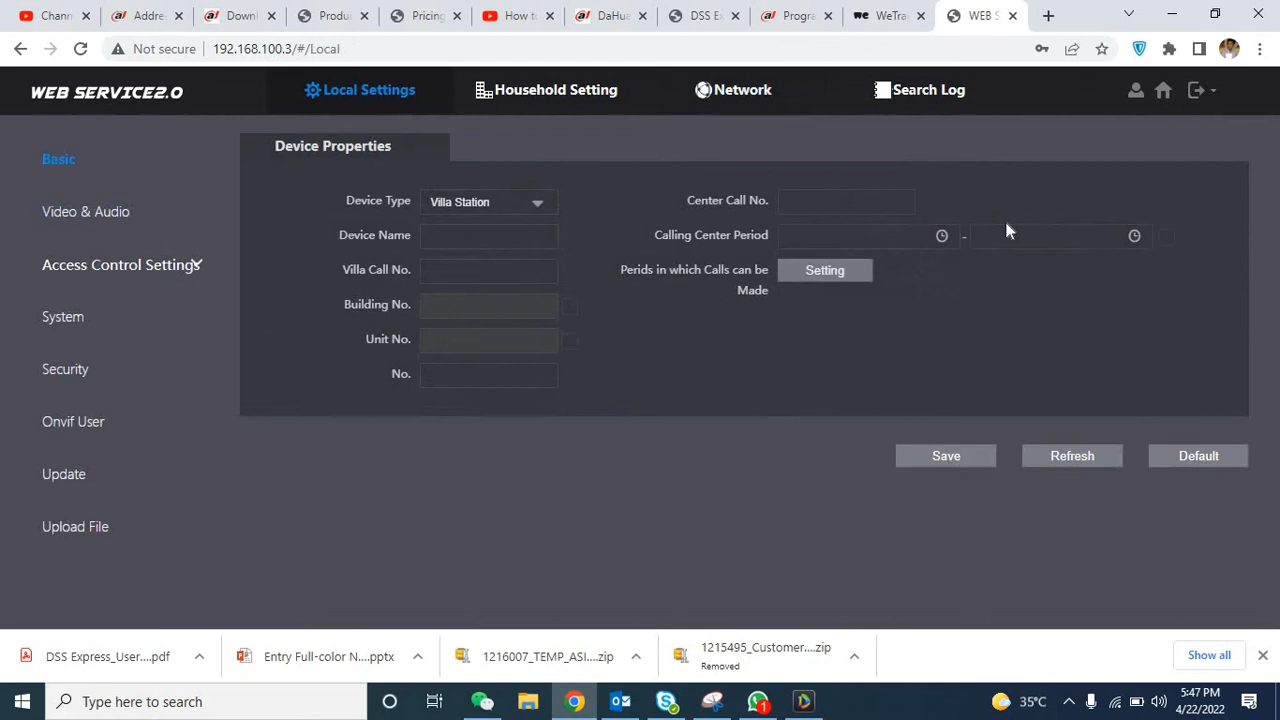 Chann
Addre
Downl
Produ
Pricing
How to
DaHua
DSS Ex
Progra
we WeTra
WEB S
Not secure 192.168.100.3/#/Local
WEB SERVICE2.0 Local Settings Household Setting Network Search Log
Basic
Video & Audio
Access Control Settings
System
Security
Onvif User
Update
Upload File
Device Properties
Device Type Villa Station
Device Name
Villa Call No.
Building No.
Unit No.
No.
Center Call No.
Calling Center Period -
Perids in which Calls can be Setting
Made
Save Refresh Default
DSS Express_User....pdf
Entry Full-color N....pptx
1216007_TEMP_ASI....zip
1215495_Customer....zip
Removed
Show all
Type here to search
1
35°C
5:47 PM
4/22/2022